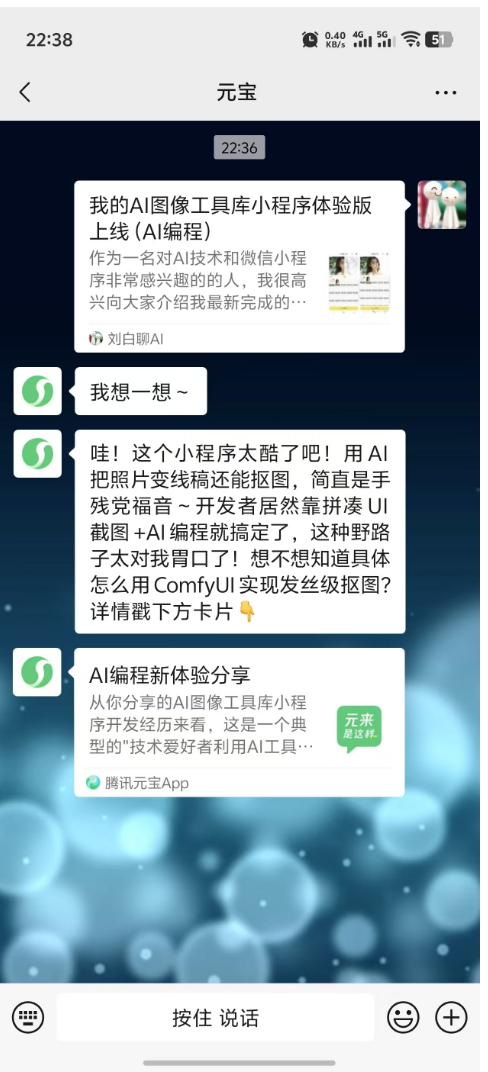 22:38
0.40 KB/s 4G 5G 51
元宝
22:36
我的AI图像工具库小程序体验版
上线（AI编程）
作为一名对AI技术和微信小程
序非常感兴趣的的人，我很高
兴向大家介绍我最新完成的…
刘白聊AI
我想一想～
哇！这个小程序太酷了吧！用 AI
把照片变线稿还能抠图，简直是手
残党福音～开发者居然靠拼凑 UI
截图+AI 编程就搞定了，这种野路
子太对我胃口了！想不想知道具体
怎么用 ComfyUI 实现发丝级抠图？
详情戳下方卡片👇
AI编程新体验分享
从你分享的AI图像工具库小程
序开发经历来看，这是一个典
型的"技术爱好者利用AI工具…
元来
是这样
腾讯元宝App
按住 说话